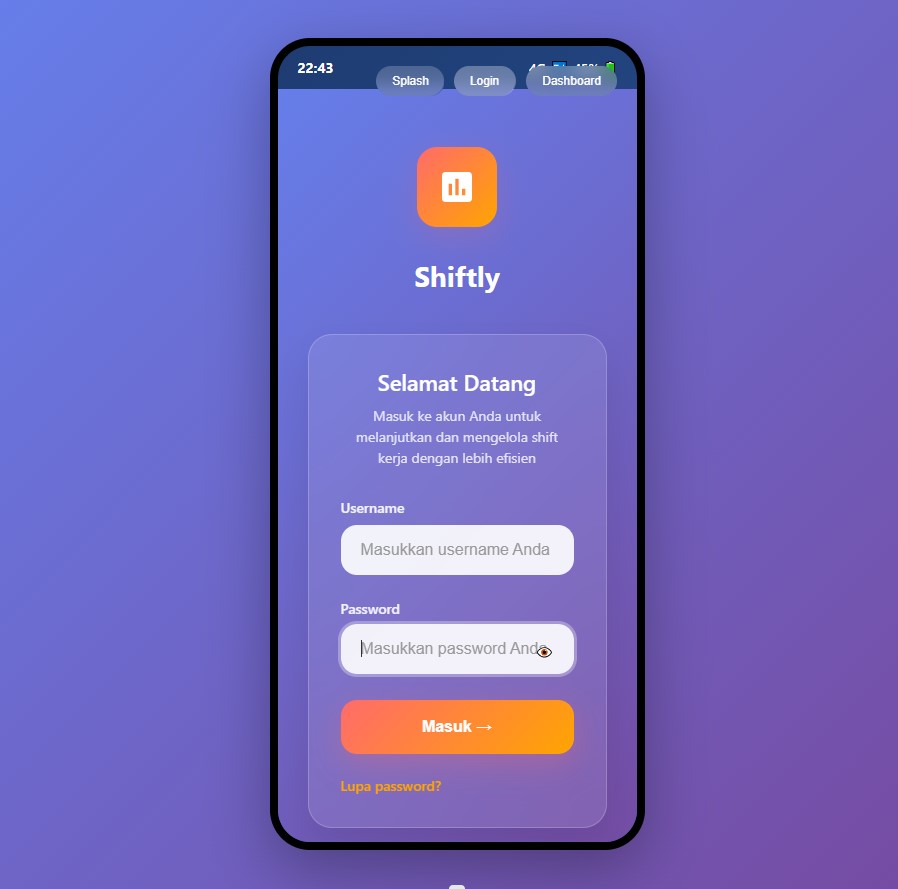 22:43
Splash
Login
Dashboard
Shiftly
Selamat Datang
Masuk ke akun Anda untuk
melanjutkan dan mengelola shift
kerja dengan lebih efisien
Username
Masukkan username Anda
Password
Masukkan password Anda
Masuk →
Lupa password?